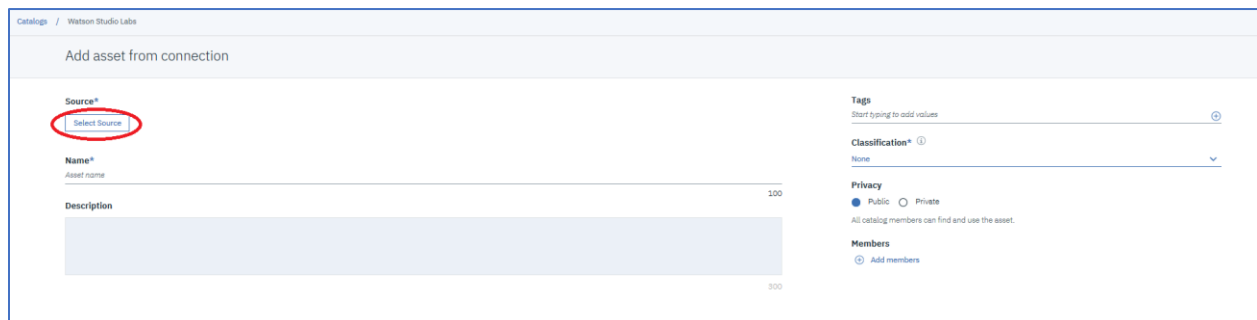 Catalogs / Watson Studio Labs
Add asset from connection
Source*
Select Source
Name*
Asset name
100
Description
300
Tags
Start typing to add values
Classification*
None
Privacy
Public Private
All catalog members can find and use the asset.
Members
Add members